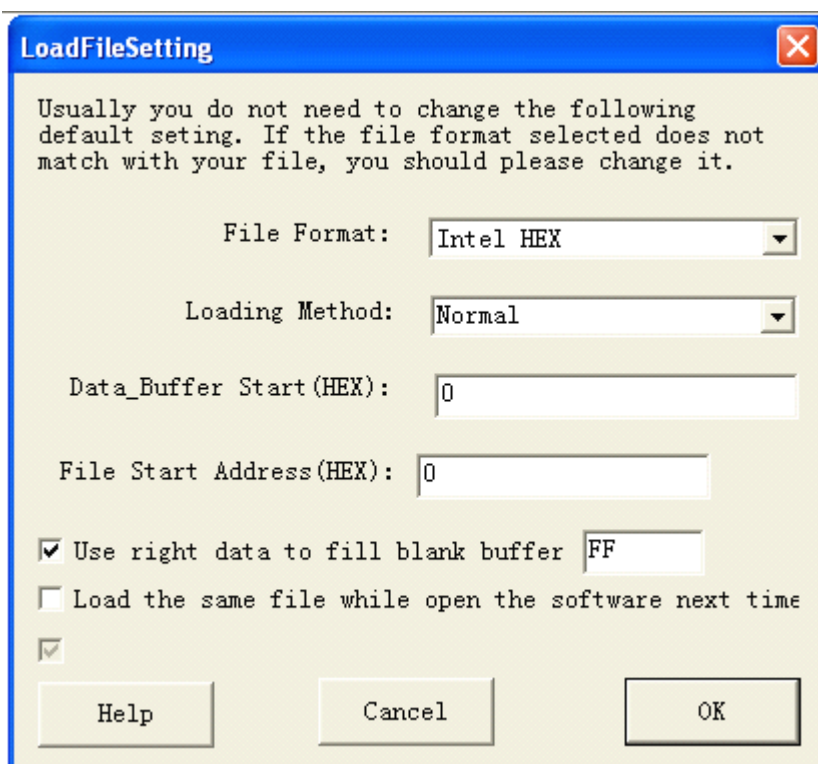 LoadFileSetting
Usually you do not need to change the following
default seting. If the file format selected does not
match with your file, you should please change it.
File Format: Intel HEX
Loading Method: Normal
Data_Buffer Start(HEX): 0
File Start Address(HEX): 0
Use right data to fill blank buffer FF
Load the same file while open the software next time
Help Cancel OK